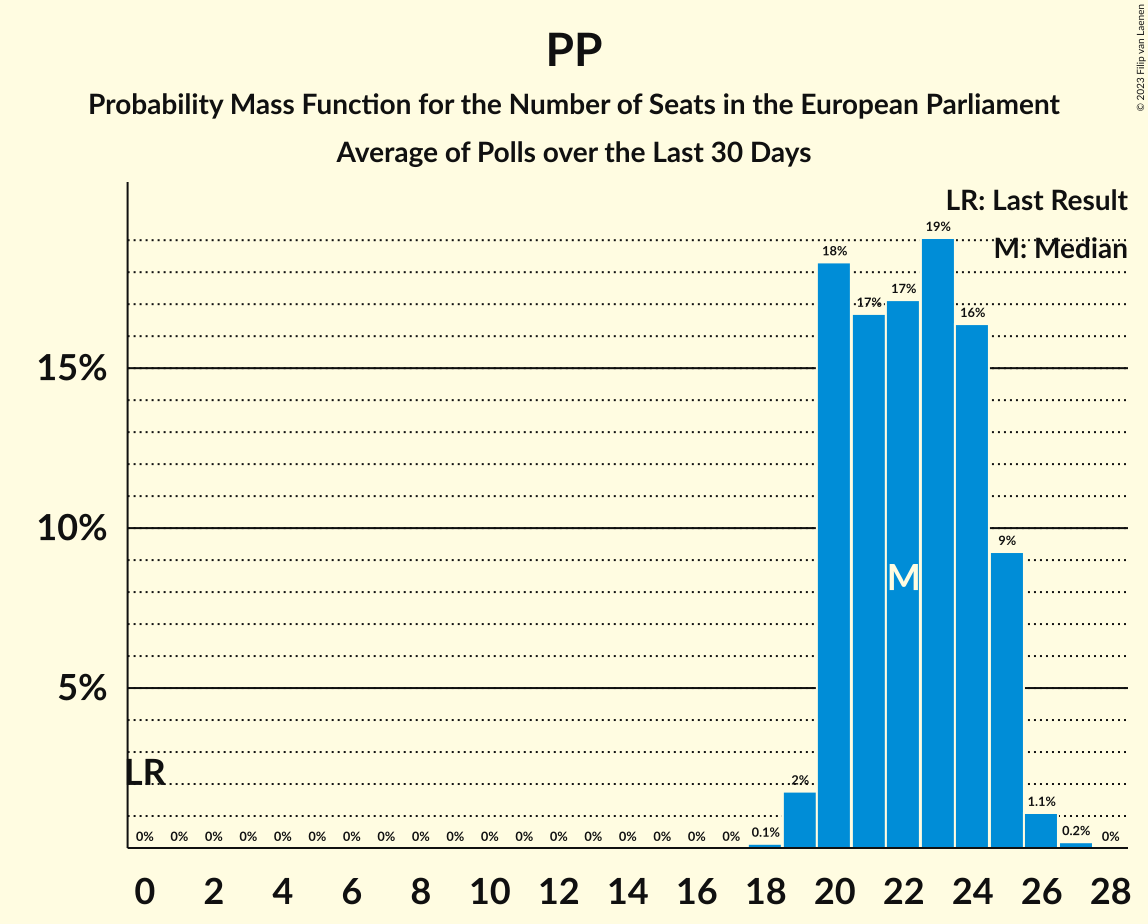 PP
Probability Mass Function for the Number of Seats in the European Parliament
Average of Polls over the Last 30 Days
© 2023 Filip van Laenen
LR: Last Result
M: Median
15%
10%
5%
LR
M
0% 0% 0% 0% 0% 0% 0% 0% 0% 0% 0% 0% 0% 0% 0% 0% 0% 0% 0.1% 2% 18% 17% 17% 19% 16% 9% 1.1% 0.2% 0%
0 2 4 6 8 10 12 14 16 18 20 22 24 26 28